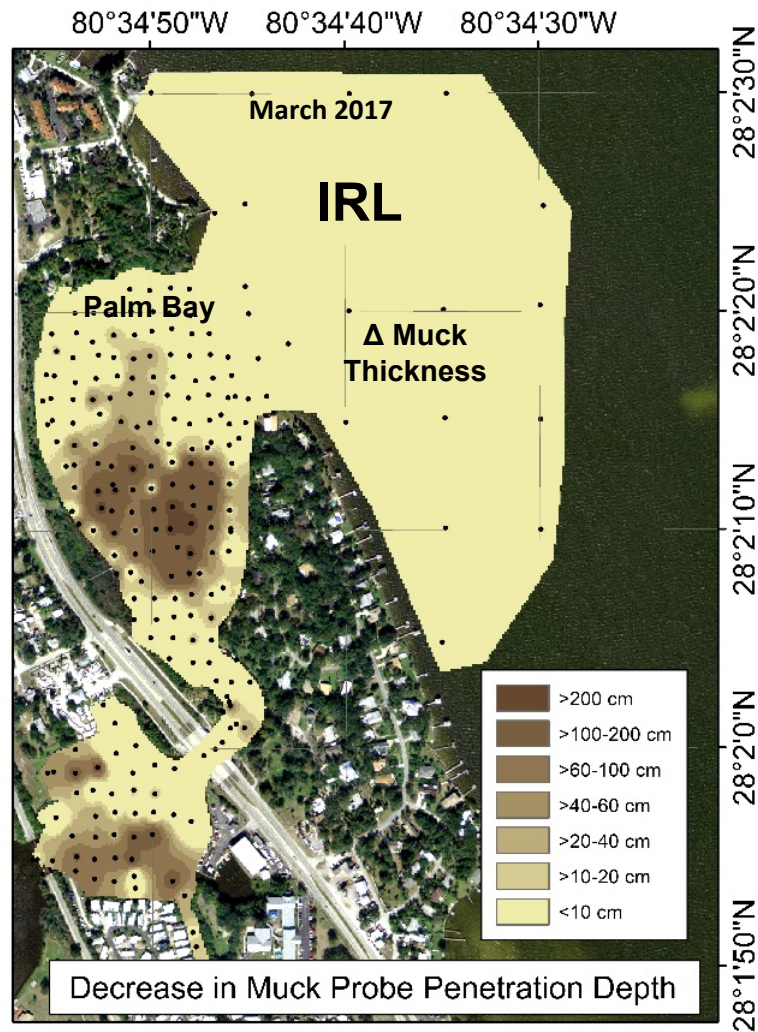 80°34'50"W 80°34'40"W 80°34'30"W
28°2'30"N
March 2017
IRL
28°2'20"N
Palm Bay
Δ Muck
Thickness
28°2'10"N
>200 cm
>100-200 cm
28°2'0"N
>60-100 cm
>40-60 cm
>20-40 cm
>10-20 cm
<10 cm
28°1'50"N
Decrease in Muck Probe Penetration Depth